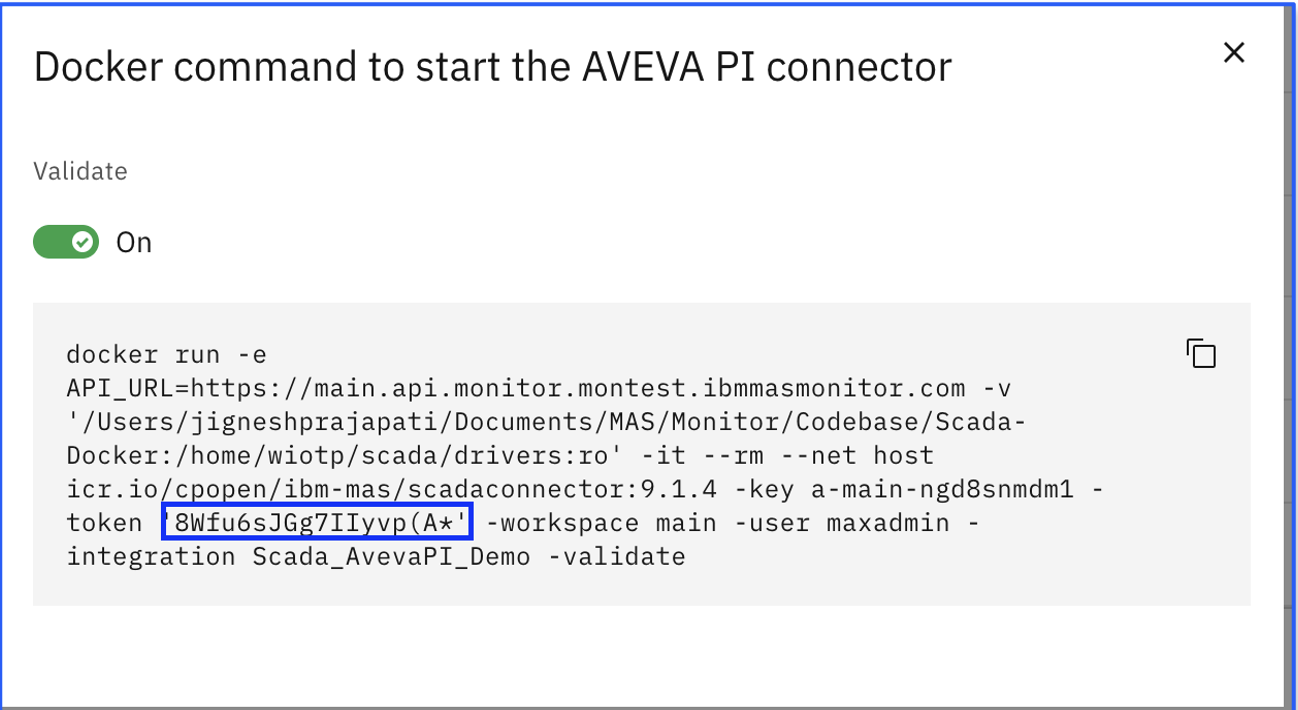 Docker command to start the AVEVA PI connector
Validate
On
docker run -e
API_URL=https://main.api.monitor.montest.ibmmasmonitor.com -v
'/Users/jigneshprajapati/Documents/MAS/Monitor/Codebase/Scada-
Docker:/home/wiotp/scada/drivers:ro' -it --rm --net host
icr.io/cpopen/ibm-mas/scadaconnector:9.1.4 -key a-main-ngd8snmdm1 -
token '8Wfu6sJGg7IIyvp(A*' -workspace main -user maxadmin -
integration Scada_AvevaPI_Demo -validate